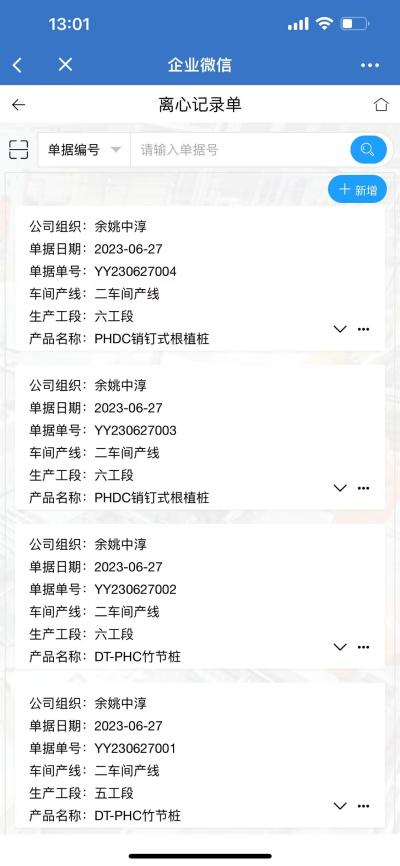 13:01
企业微信
离心记录单
单据编号 请输入单据号
新增
公司组织：余姚中淳
单据日期：2023-06-27
单据单号：YY230627004
车间产线：二车间产线
生产工段：六工段
产品名称：PHDC销钉式根植桩
公司组织：余姚中淳
单据日期：2023-06-27
单据单号：YY230627003
车间产线：二车间产线
生产工段：六工段
产品名称：PHDC销钉式根植桩
公司组织：余姚中淳
单据日期：2023-06-27
单据单号：YY230627002
车间产线：二车间产线
生产工段：六工段
产品名称：DT-PHC竹节桩
公司组织：余姚中淳
单据日期：2023-06-27
单据单号：YY230627001
车间产线：二车间产线
生产工段：五工段
产品名称：DT-PHC竹节桩